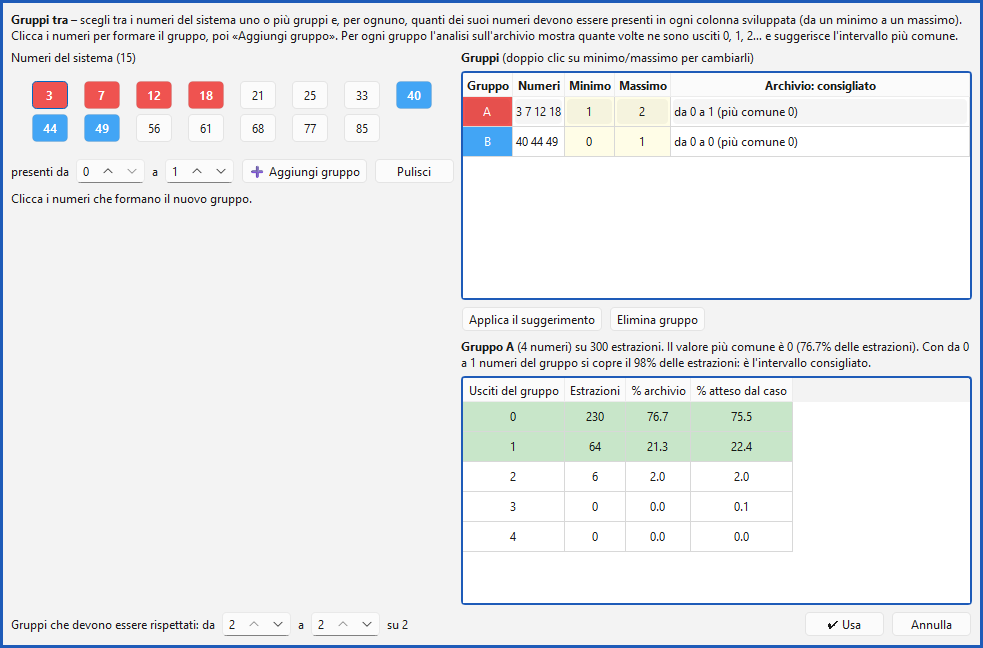 Gruppi tra – scegli tra i numeri del sistema uno o più gruppi e, per ognuno, quanti dei suoi numeri devono essere presenti in ogni colonna sviluppata (da un minimo a un massimo).
Clicca i numeri per formare il gruppo, poi «Aggiungi gruppo». Per ogni gruppo l'analisi sull'archivio mostra quante volte ne sono usciti 0, 1, 2... e suggerisce l'intervallo più comune.
Numeri del sistema (15)
3 7 12 18 21 25 33 40
44 49 56 61 68 77 85
presenti da 0 a 1 Aggiungi gruppo Pulisci
Clicca i numeri che formano il nuovo gruppo.
Gruppi (doppio clic su minimo/massimo per cambiarli)
Gruppo Numeri Minimo Massimo Archivio: consigliato
A 3 7 12 18 1 2 da 0 a 1 (più comune 0)
B 40 44 49 0 1 da 0 a 0 (più comune 0)
Applica il suggerimento Elimina gruppo
Gruppo A (4 numeri) su 300 estrazioni. Il valore più comune è 0 (76.7% delle estrazioni). Con da 0
a 1 numeri del gruppo si copre il 98% delle estrazioni: è l'intervallo consigliato.
Usciti del gruppo Estrazioni % archivio % atteso dal caso
0 230 76.7 75.5
1 64 21.3 22.4
2 6 2.0 2.0
3 0 0.0 0.1
4 0 0.0 0.0
Gruppi che devono essere rispettati: da 2 a 2 su 2
✔ Usa Annulla